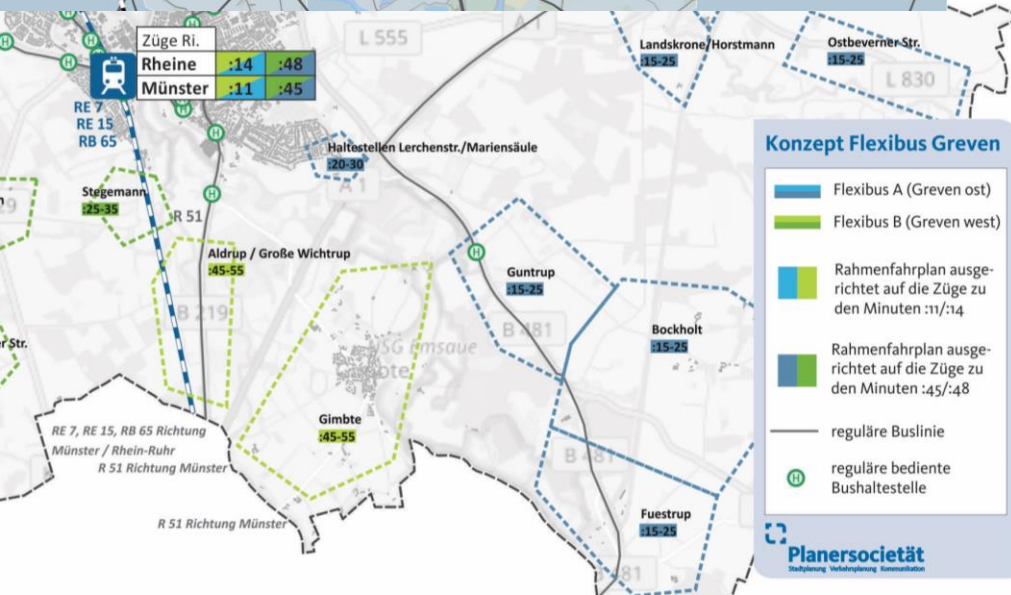 Züge Ri.
Rheine :14 :48
Münster :11 :45
RE 7
RE 15
RB 65
A 1
L 555
Landskrone/Horstmann
:15-25
Ostbeverner Str.
:15-25
L 830
Haltestellen Lerchenstr./Mariensäule
:20-30
A 1
Stegemann
:25-35
R 51
Aldrup / Große Wichtrup
:45-55
B 219
Guntrup
:15-25
B 481
Bockholt
:15-25
Gimbte
:45-55
B 481
Fuestrup
:15-25
RE 7, RE 15, RB 65 Richtung
Münster / Rhein-Ruhr
R 51 Richtung Münster
R 51 Richtung Münster
Konzept Flexibus Greven
Flexibus A (Greven ost)
Flexibus B (Greven west)
Rahmenfahrplan ausge-
richtet auf die Züge zu
den Minuten :11/:14
Rahmenfahrplan ausge-
richtet auf die Züge zu
den Minuten :45/:48
reguläre Buslinie
H
reguläre bediente
Bushaltestelle
Planersocietät
Stadtplanung Verkehrsplanung Kommunikation